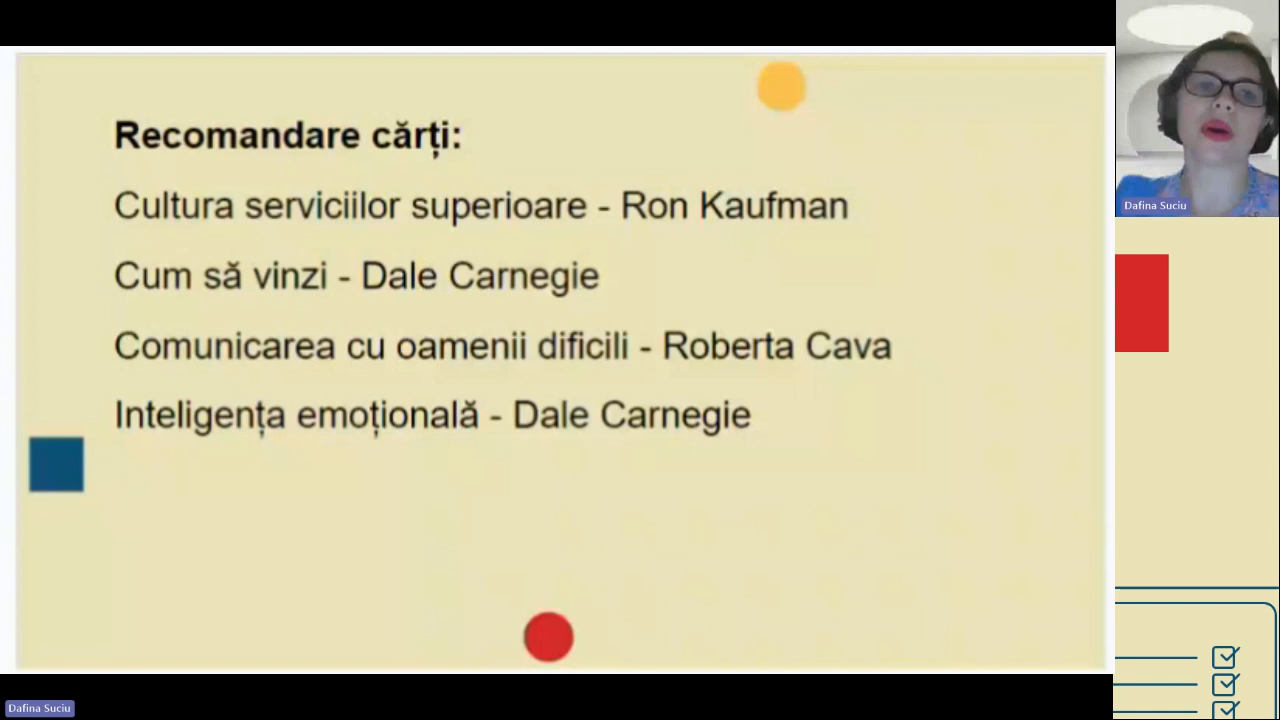 Recomandare cărți:
Cultura serviciilor superioare - Ron Kaufman
Cum să vinzi - Dale Carnegie
Comunicarea cu oamenii dificili - Roberta Cava
Inteligența emoțională - Dale Carnegie
Dafina Suciu
Dafina Suciu